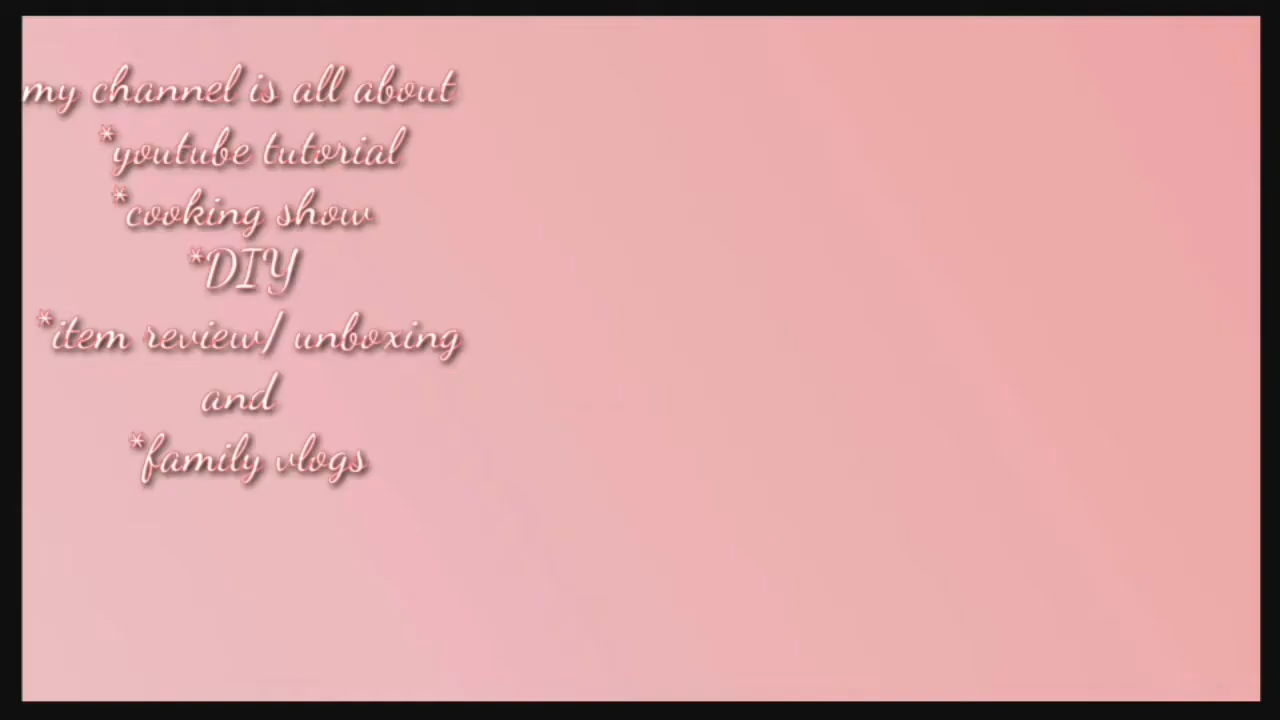 my channel is all about
*youtube tutorial
*cooking show
*DIY
*item review/ unboxing
and
*family vlogs